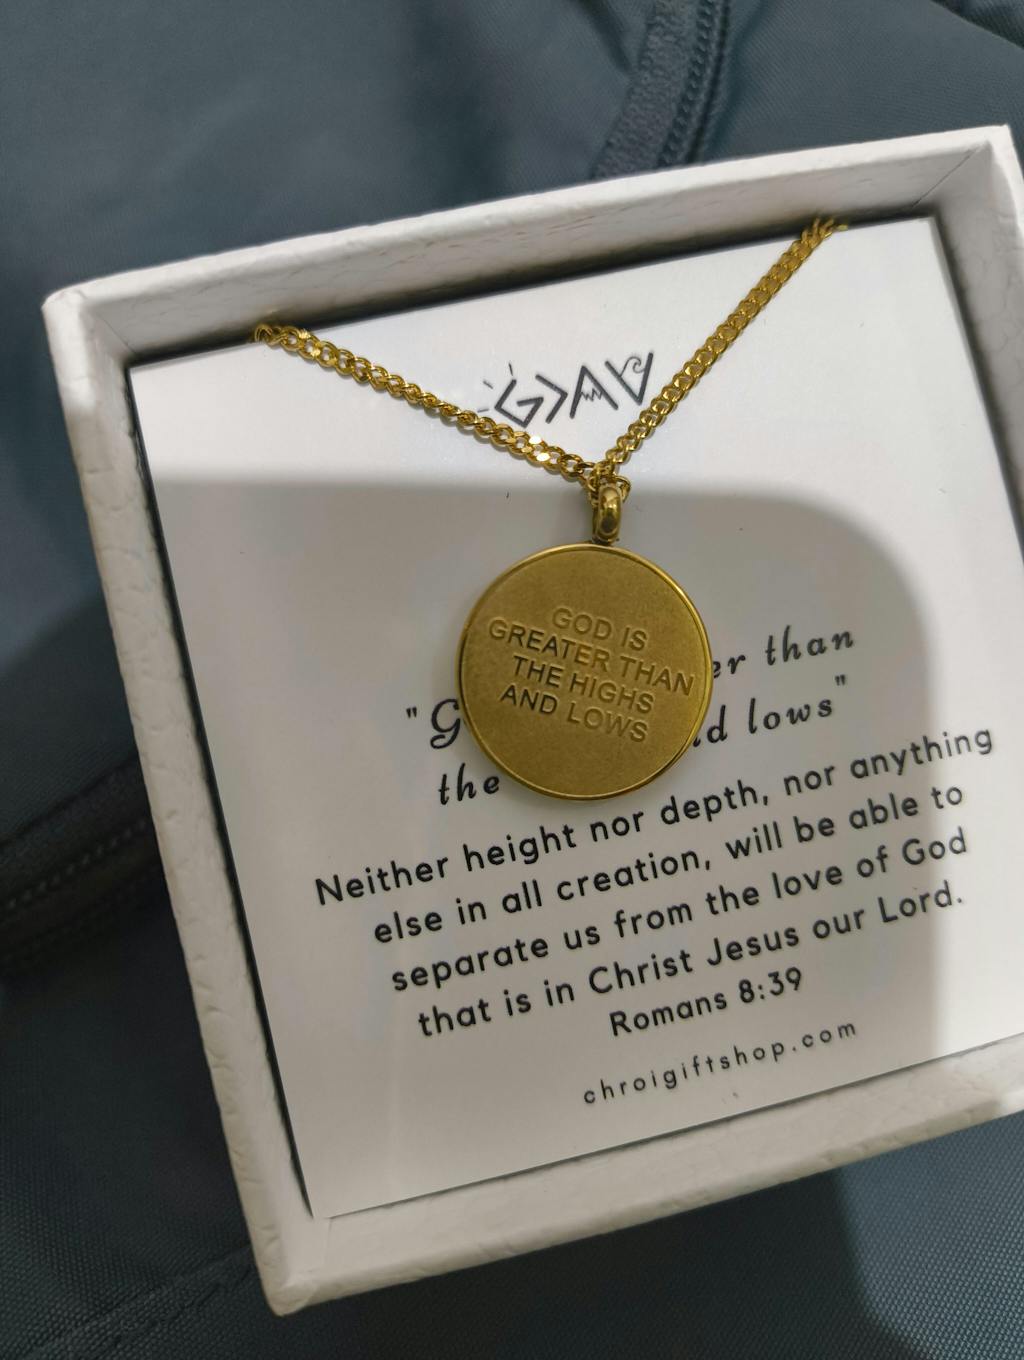 G>∧∨
GOD IS
GREATER THAN
THE HIGHS
AND LOWS
than
"G
lows"
the
Neither height nor depth, nor anything
else in all creation, will be able to
separate us from the love of God
that is in Christ Jesus our Lord.
Romans 8:39
chroigiftshop.com